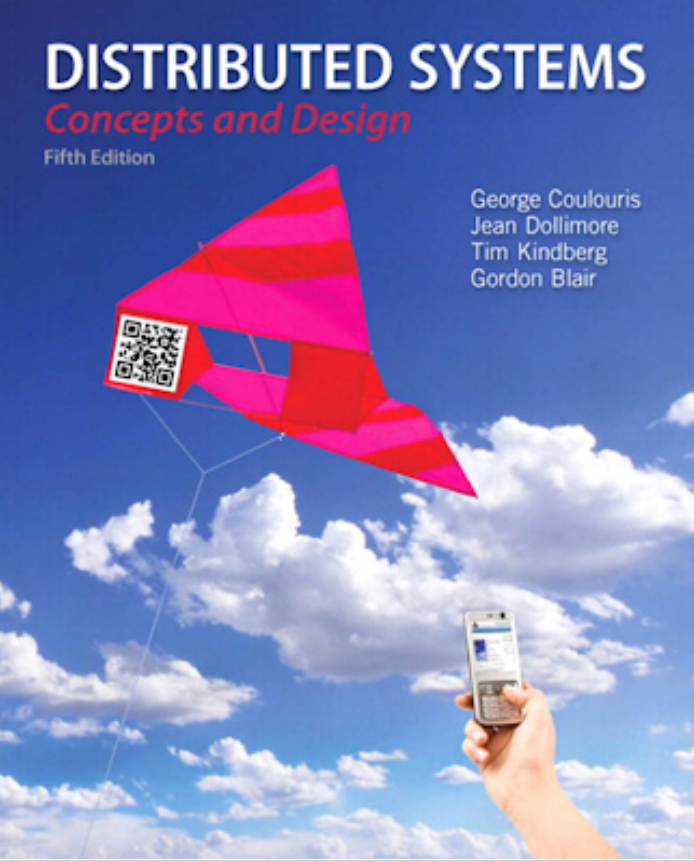 DISTRIBUTED SYSTEMS
Concepts and Design
Fifth Edition
George Coulouris
Jean Dollimore
Tim Kindberg
Gordon Blair